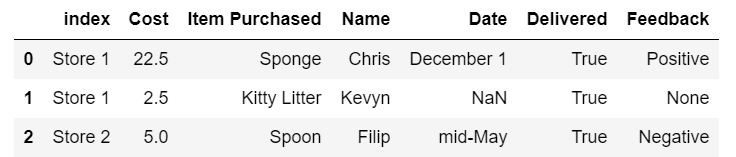 index Cost Item Purchased Name Date Delivered Feedback
0 Store 1 22.5 Sponge Chris December 1 True Positive
1 Store 1 2.5 Kitty Litter Kevyn NaN True None
2 Store 2 5.0 Spoon Filip mid-May True Negative